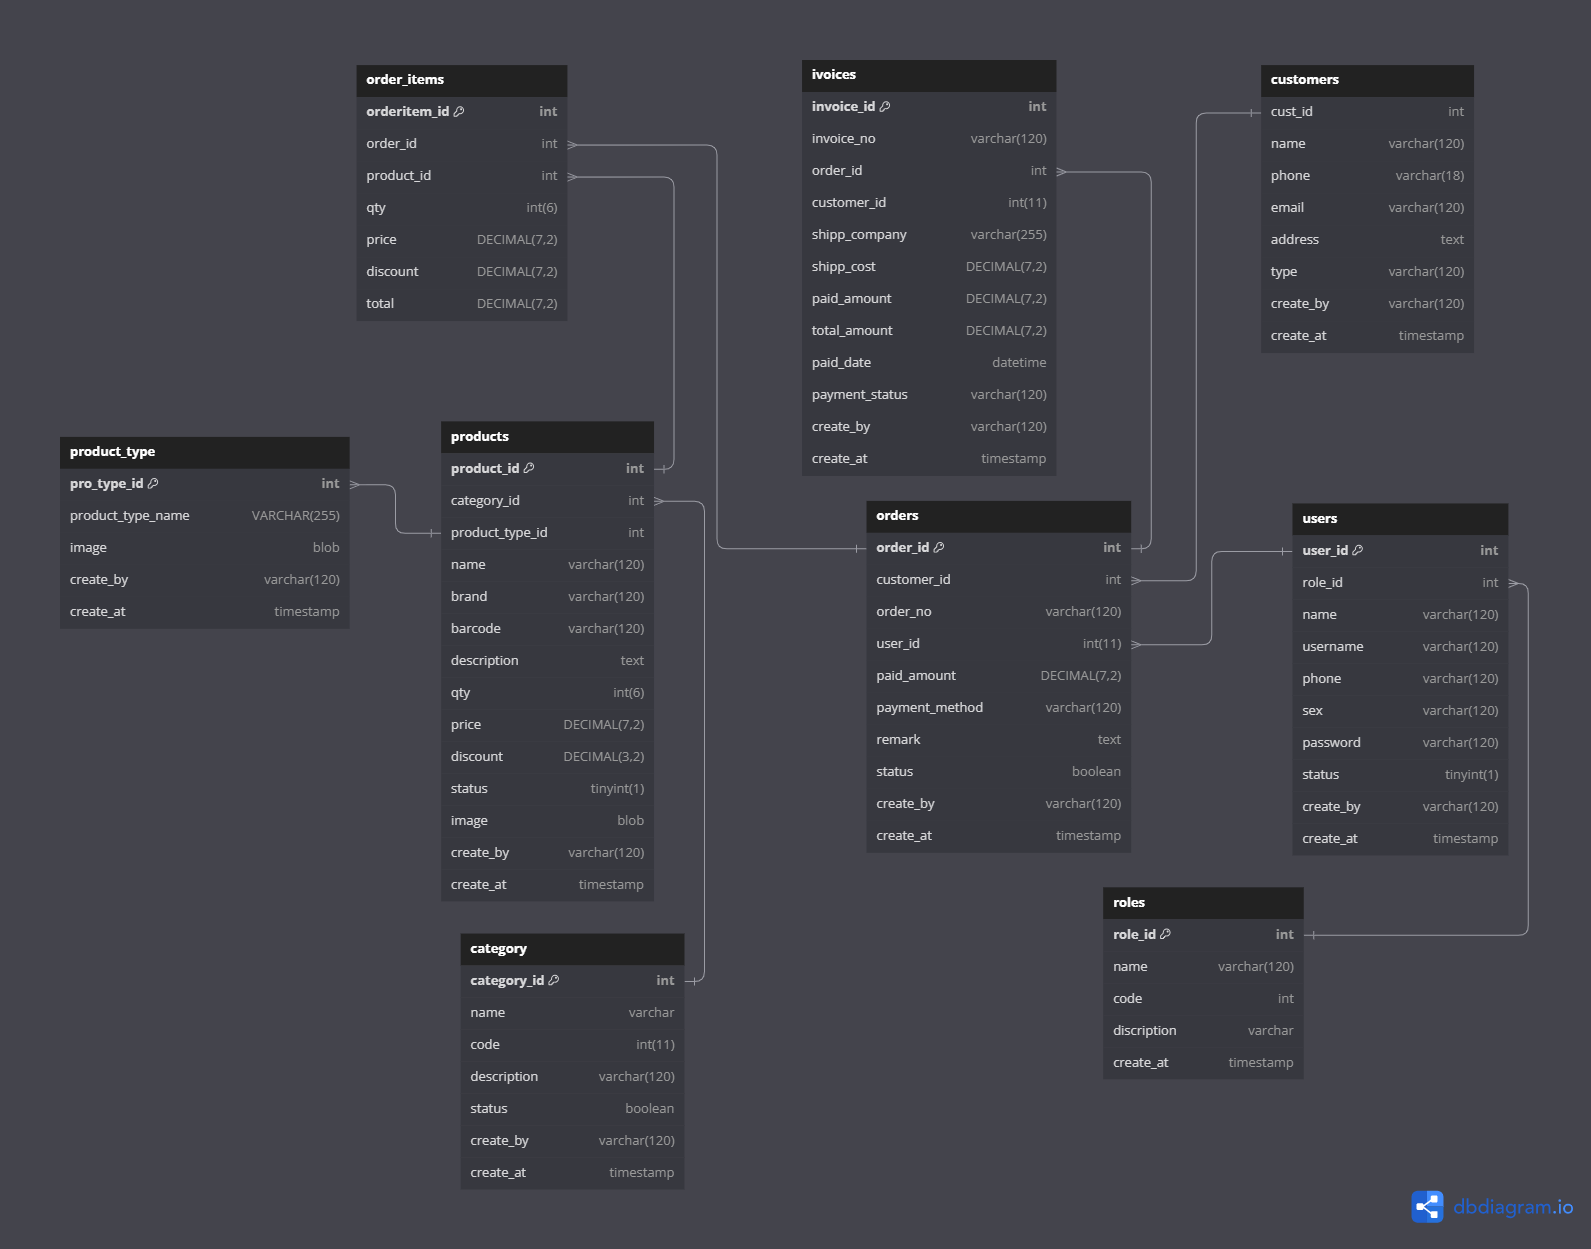 order_items
orderitem_id int
order_id int
product_id int
qty int(6)
price DECIMAL(7,2)
discount DECIMAL(7,2)
total DECIMAL(7,2)
ivoices
invoice_id int
invoice_no varchar(120)
order_id int
customer_id int(11)
shipp_company varchar(255)
shipp_cost DECIMAL(7,2)
paid_amount DECIMAL(7,2)
total_amount DECIMAL(7,2)
paid_date datetime
payment_status varchar(120)
create_by varchar(120)
create_at timestamp
customers
cust_id int
name varchar(120)
phone varchar(18)
email varchar(120)
address text
type varchar(120)
create_by varchar(120)
create_at timestamp
product_type
pro_type_id int
product_type_name VARCHAR(255)
image blob
create_by varchar(120)
create_at timestamp
products
product_id int
category_id int
product_type_id int
name varchar(120)
brand varchar(120)
barcode varchar(120)
description text
qty int(6)
price DECIMAL(7,2)
discount DECIMAL(3,2)
status tinyint(1)
image blob
create_by varchar(120)
create_at timestamp
orders
order_id int
customer_id int
order_no varchar(120)
user_id int(11)
paid_amount DECIMAL(7,2)
payment_method varchar(120)
remark text
status boolean
create_by varchar(120)
create_at timestamp
users
user_id int
role_id int
name varchar(120)
username varchar(120)
phone varchar(120)
sex varchar(120)
password varchar(120)
status tinyint(1)
create_by varchar(120)
create_at timestamp
category
category_id int
name varchar
code int(11)
description varchar(120)
status boolean
create_by varchar(120)
create_at timestamp
roles
role_id int
name varchar(120)
code int
discription varchar
create_at timestamp
dbdiagram.io